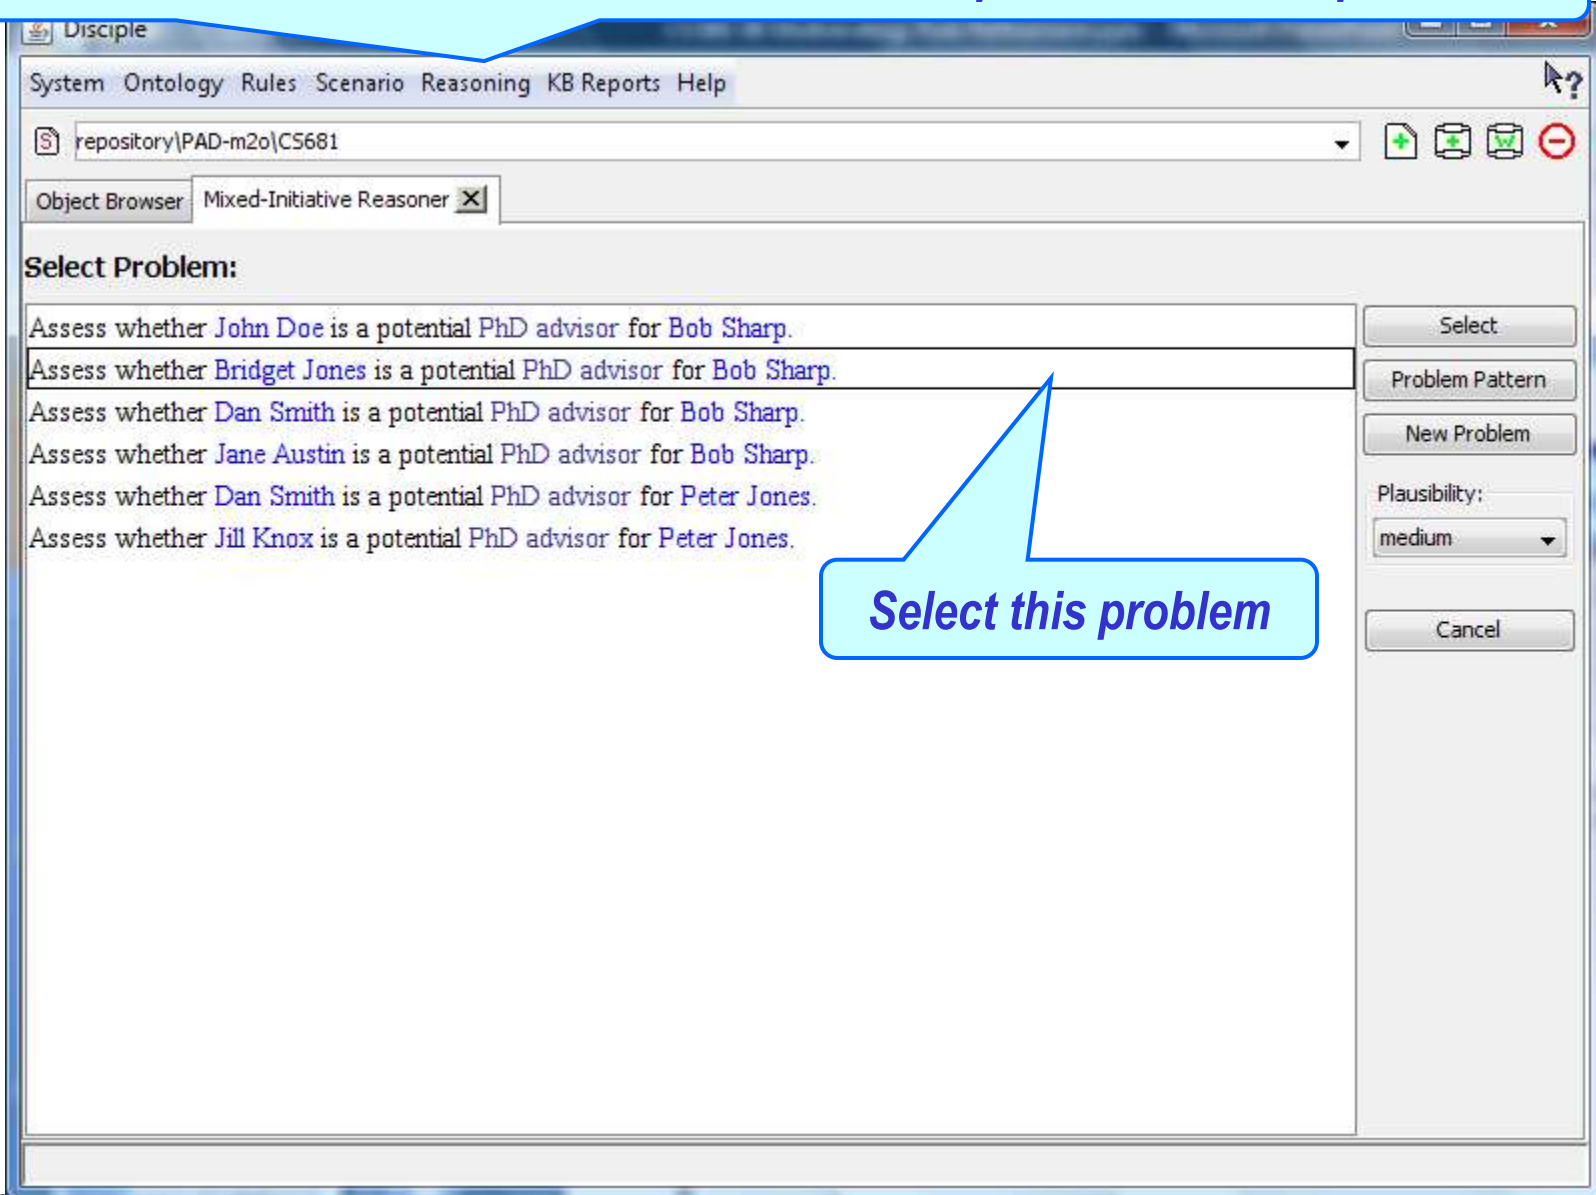 Disciple
System Ontology Rules Scenario Reasoning KB Reports Help
repository\PAD-m2o\CS681
Object Browser Mixed-Initiative Reasoner
Select Problem:
Assess whether John Doe is a potential PhD advisor for Bob Sharp.
Select
Assess whether Bridget Jones is a potential PhD advisor for Bob Sharp.
Problem Pattern
Assess whether Dan Smith is a potential PhD advisor for Bob Sharp.
New Problem
Assess whether Jane Austin is a potential PhD advisor for Bob Sharp.
Assess whether Dan Smith is a potential PhD advisor for Peter Jones.
Plausibility:
Assess whether Jill Knox is a potential PhD advisor for Peter Jones.
medium
Select this problem
Cancel